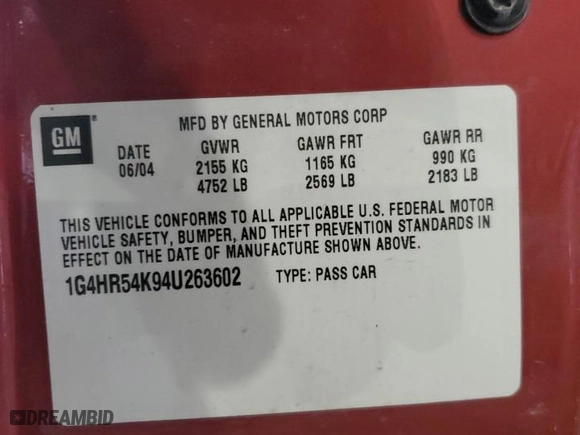 GM ®
MFD BY GENERAL MOTORS CORP
DATE GVWR GAWR FRT GAWR RR
06/04 2155 KG 1165 KG 990 KG
4752 LB 2569 LB 2183 LB
THIS VEHICLE CONFORMS TO ALL APPLICABLE U.S. FEDERAL MOTOR
VEHICLE SAFETY, BUMPER, AND THEFT PREVENTION STANDARDS IN
EFFECT ON THE DATE OF MANUFACTURE SHOWN ABOVE.
1G4HR54K94U263602 TYPE: PASS CAR
DREAMBID